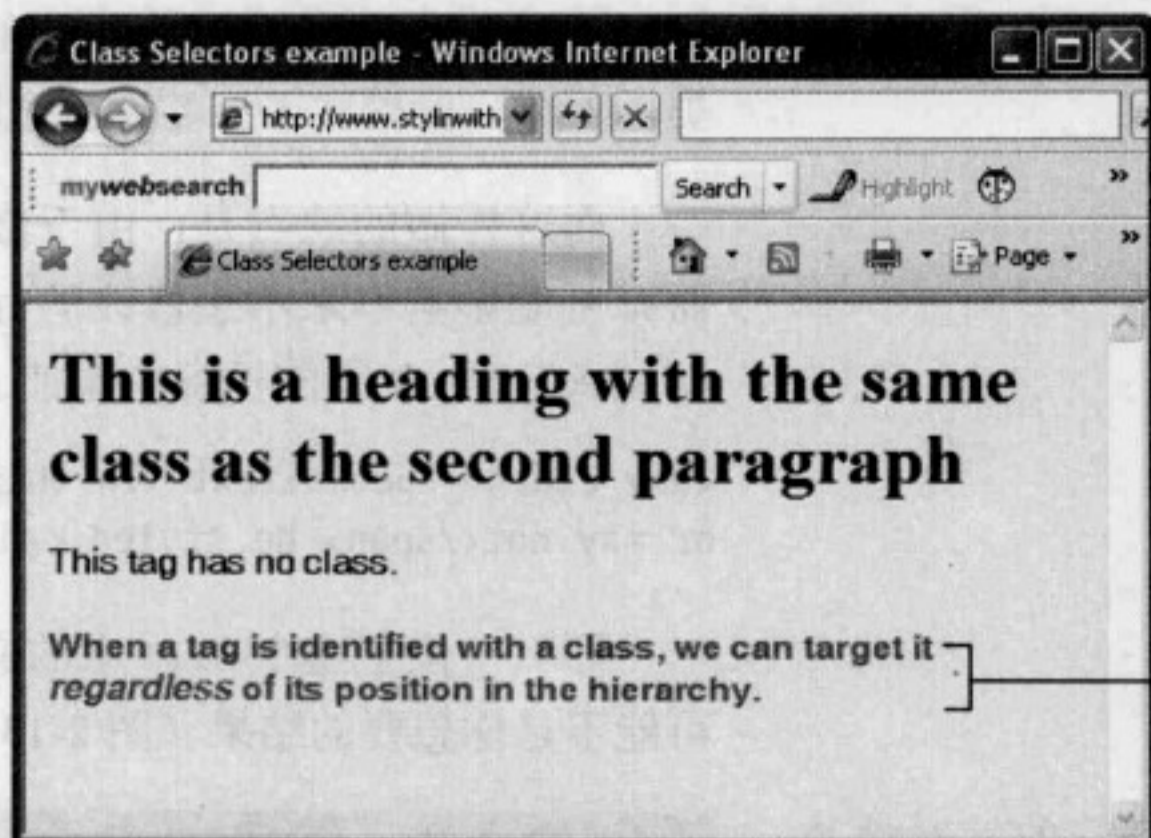 Class Selectors example - Windows Internet Explorer
http://www.stylinwith
mywebsearch Search Highlight
Class Selectors example Page
This is a heading with the same
class as the second paragraph
This tag has no class.
When a tag is identified with a class, we can target it
regardless of its position in the hierarchy.